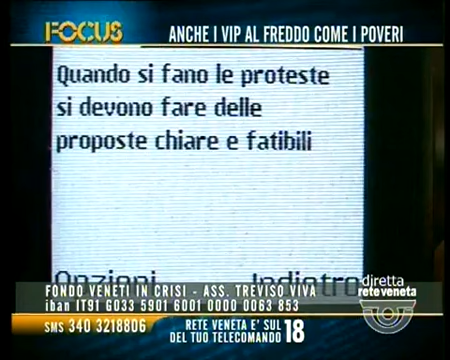 FOCUS
ANCHE I VIP AL FREDDO COME I POVERI
Quando si fano le proteste
si devono fare delle
proposte chiare e fatibili
Opzioni Indietro
diretta
reteveneta
FONDO VENETI IN CRISI - ASS. TREVISO VIVA
iban IT91 G033 5901 6001 0000 0063 853
SMS 340 3218806
RETE VENETA E' SUL
DEL TUO TELECOMANDO 18